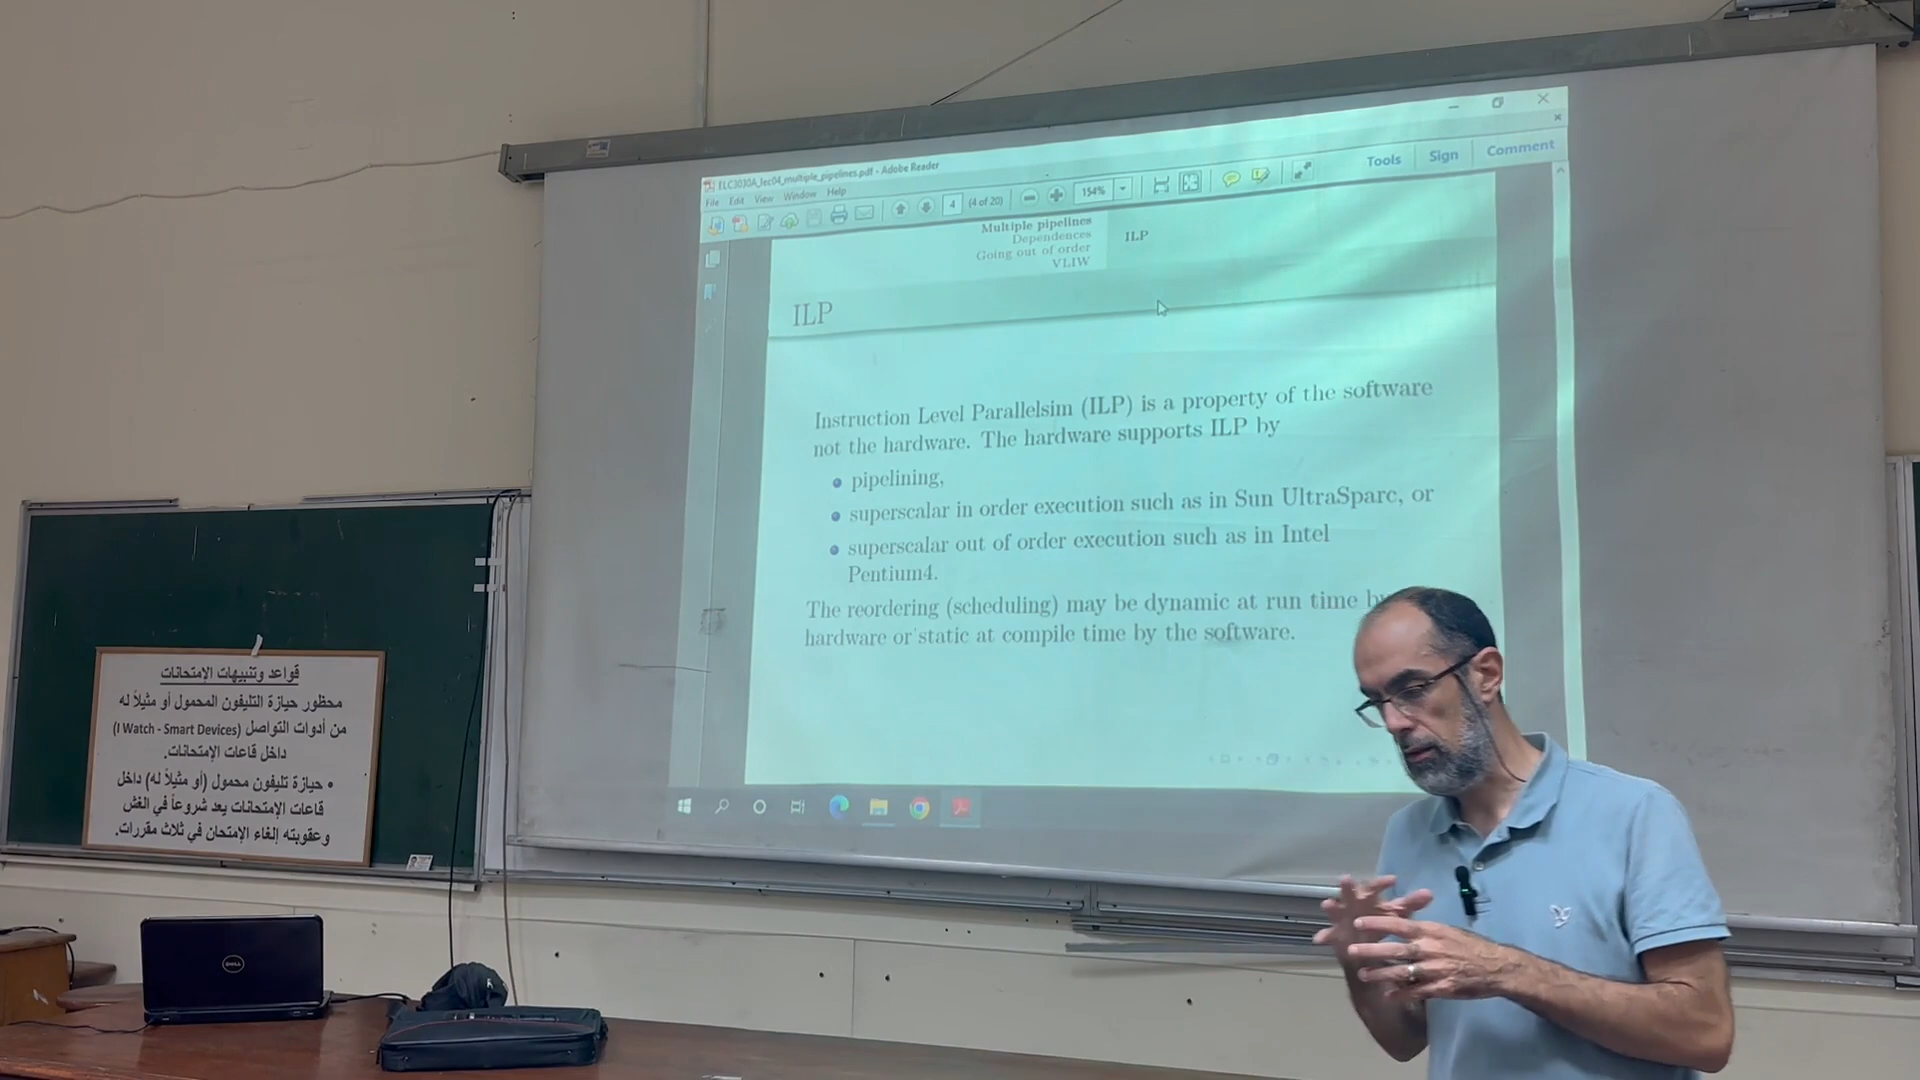 ELC3030A_lec04_multiple_pipelines.pdf - Adobe Reader
File Edit View Window Help
4 (4 of 20) 154% Tools Sign Comment
Multiple pipelines
Dependences
Going out of order
VLIW
ILP
ILP
Instruction Level Parallelsim (ILP) is a property of the software
not the hardware. The hardware supports ILP by
pipelining,
superscalar in order execution such as in Sun UltraSparc, or
superscalar out of order execution such as in Intel
Pentium4.
The reordering (scheduling) may be dynamic at run time
hardware or static at compile time by the software.
قواعد وتنبيهات الإمتحانات
محظور حيازة التليفون المحمول أو مثيلاً له
من أدوات التواصل (I Watch - Smart Devices)
داخل قاعات الإمتحانات.
• حيازة تليفون محمول (أو مثيلاً له) داخل
قاعات الإمتحانات يعد شروعاً في الغش
وعقوبته إلغاء الإمتحان في ثلاث مقررات.
DELL